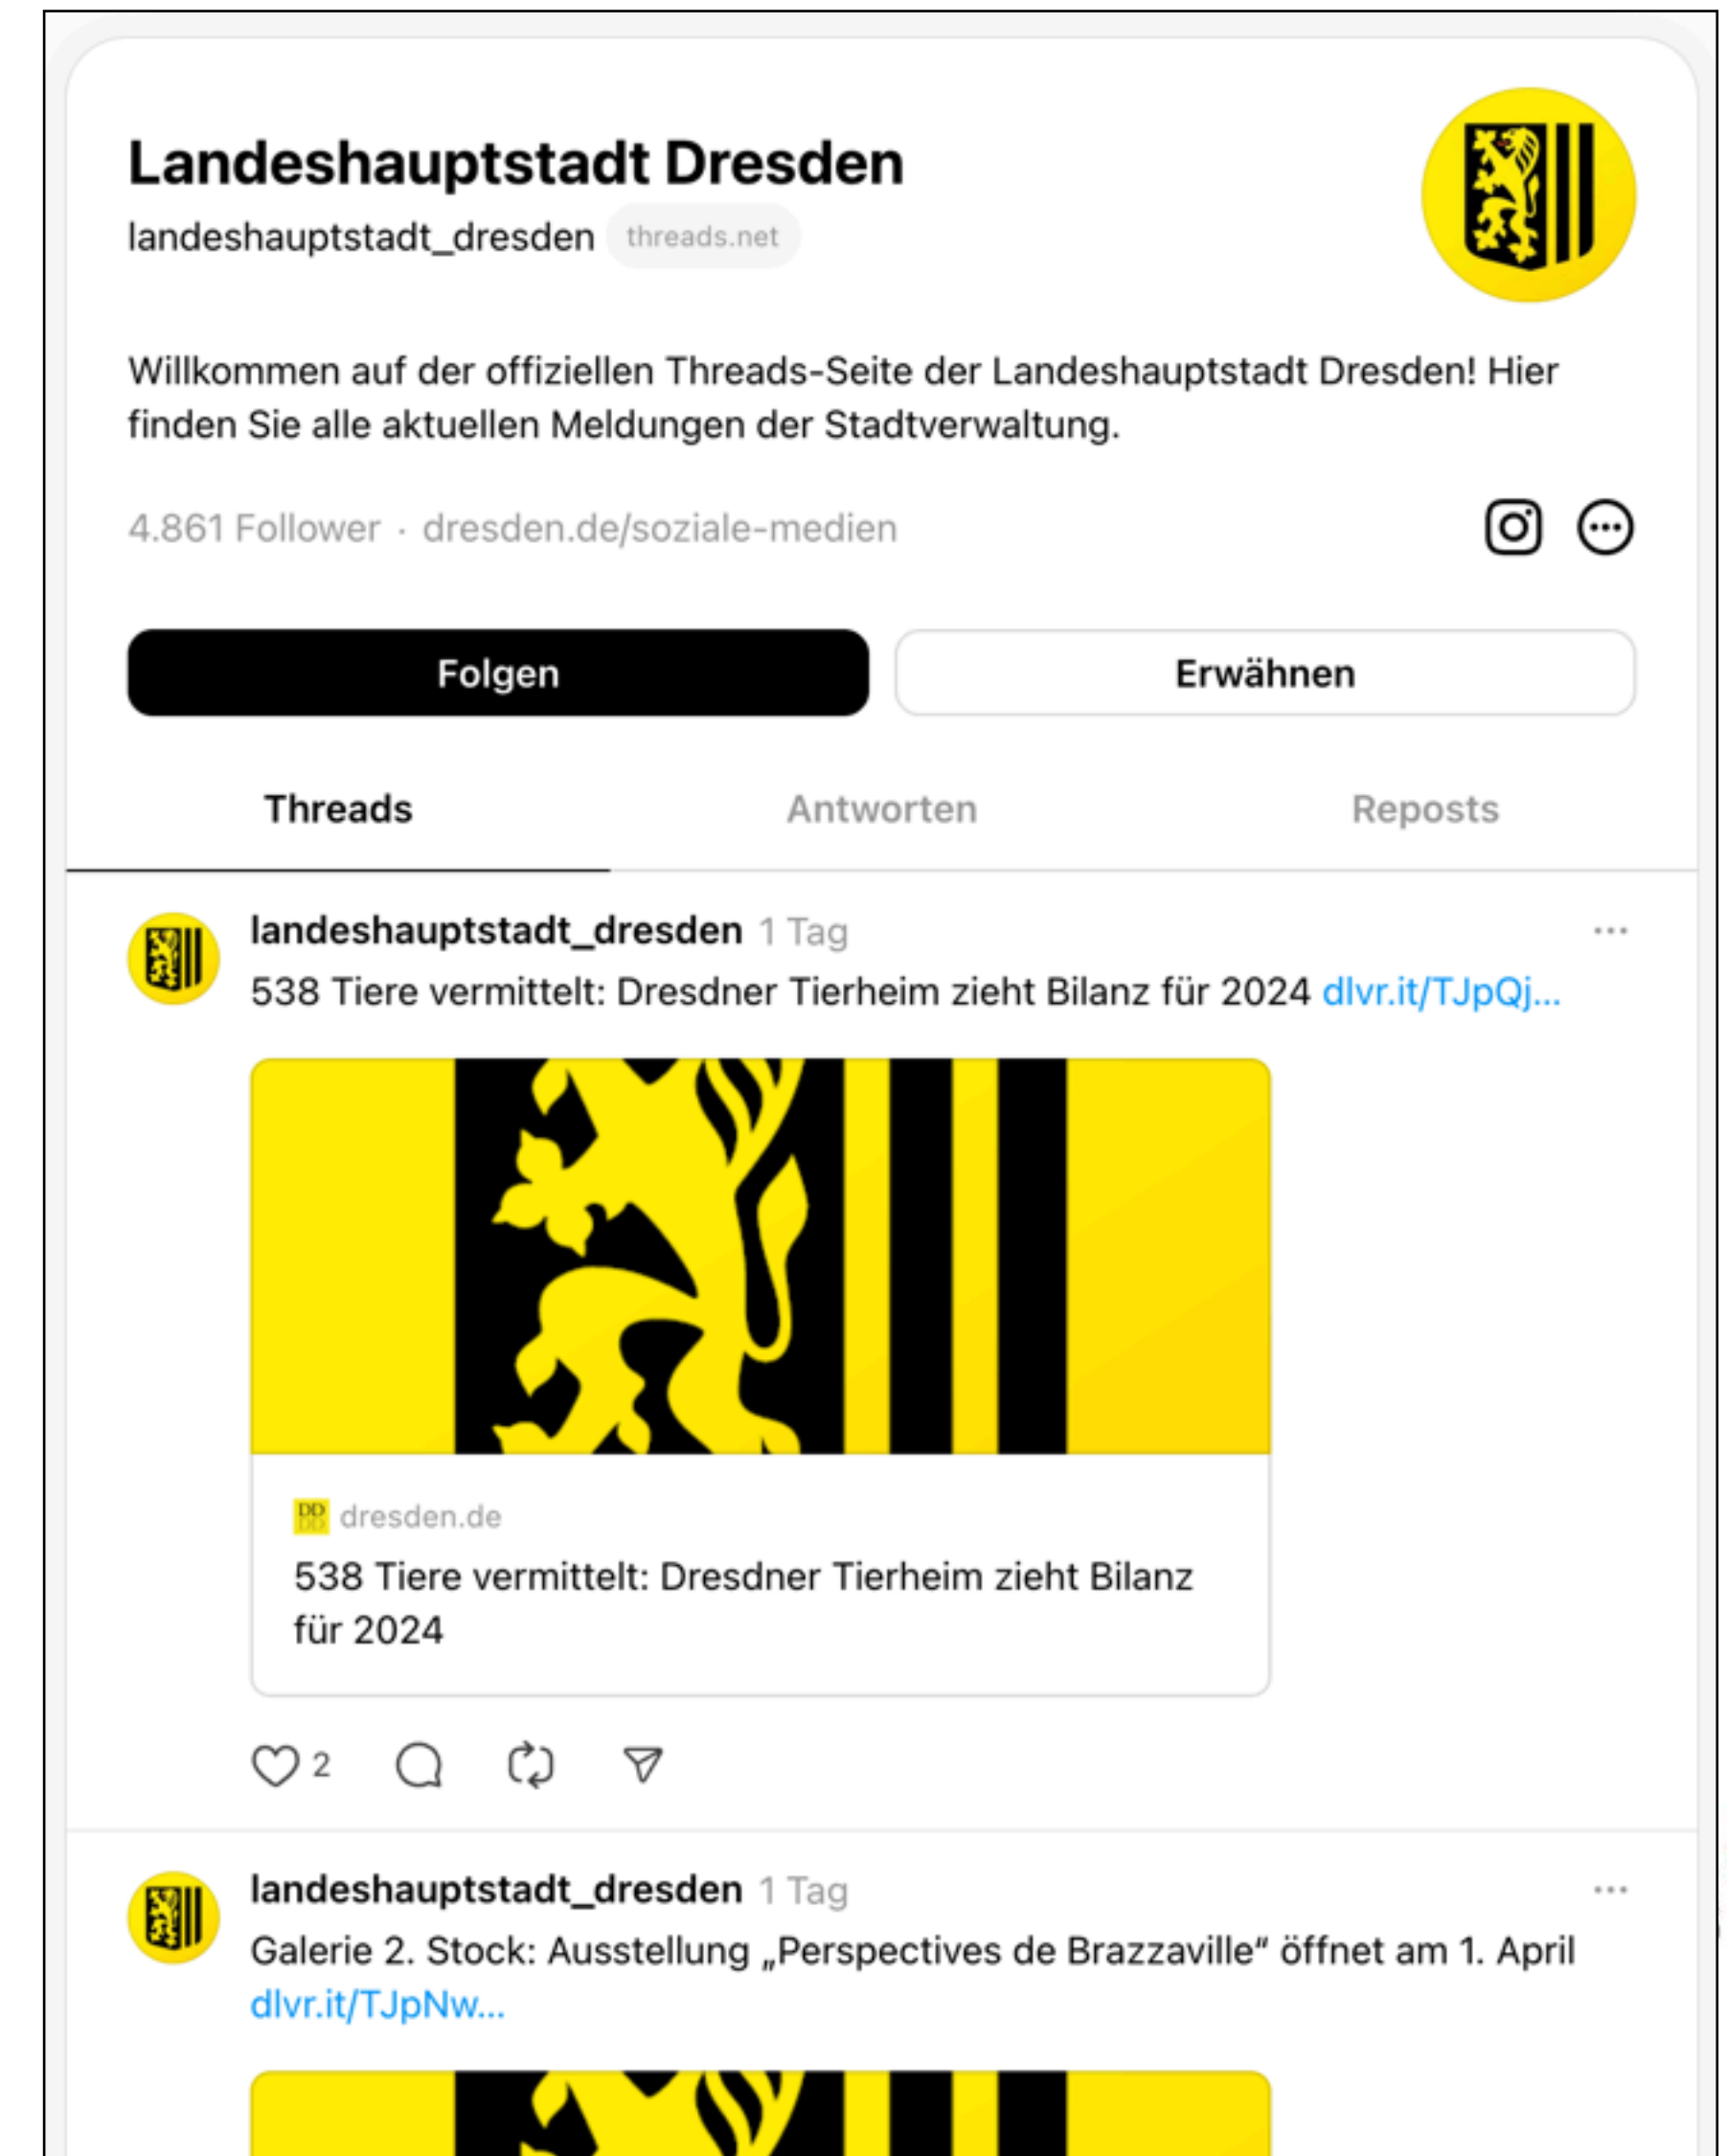 Landeshauptstadt Dresden
landeshauptstadt_dresden threads.net
Willkommen auf der offiziellen Threads-Seite der Landeshauptstadt Dresden! Hier
finden Sie alle aktuellen Meldungen der Stadtverwaltung.
4.861 Follower · dresden.de/soziale-medien
Folgen Erwähnen
Threads Antworten Reposts
landeshauptstadt_dresden 1 Tag
538 Tiere vermittelt: Dresdner Tierheim zieht Bilanz für 2024 dlvr.it/TJpQj...
DD
DD
dresden.de
538 Tiere vermittelt: Dresdner Tierheim zieht Bilanz
für 2024
2
landeshauptstadt_dresden 1 Tag
Galerie 2. Stock: Ausstellung „Perspectives de Brazzaville“ öffnet am 1. April
dlvr.it/TJpNw...